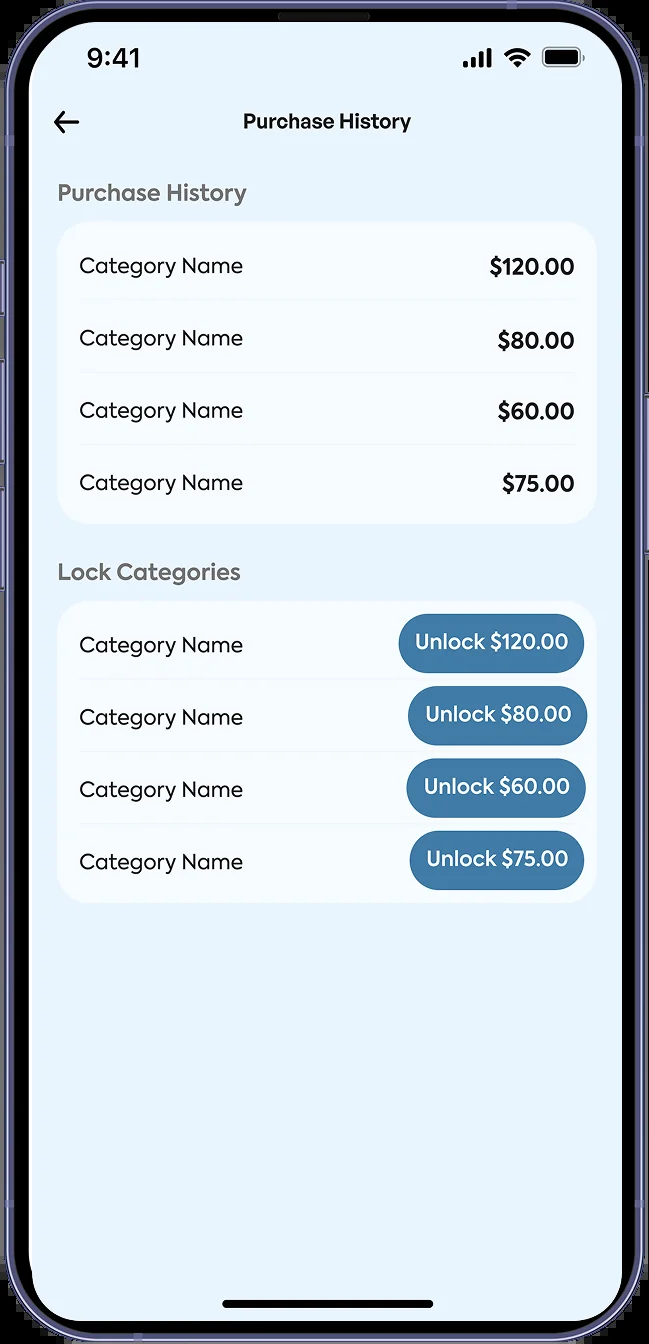 9:41
Purchase History
Purchase History
Category Name $120.00
Category Name $80.00
Category Name $60.00
Category Name $75.00
Lock Categories
Category Name Unlock $120.00
Category Name Unlock $80.00
Category Name Unlock $60.00
Category Name Unlock $75.00